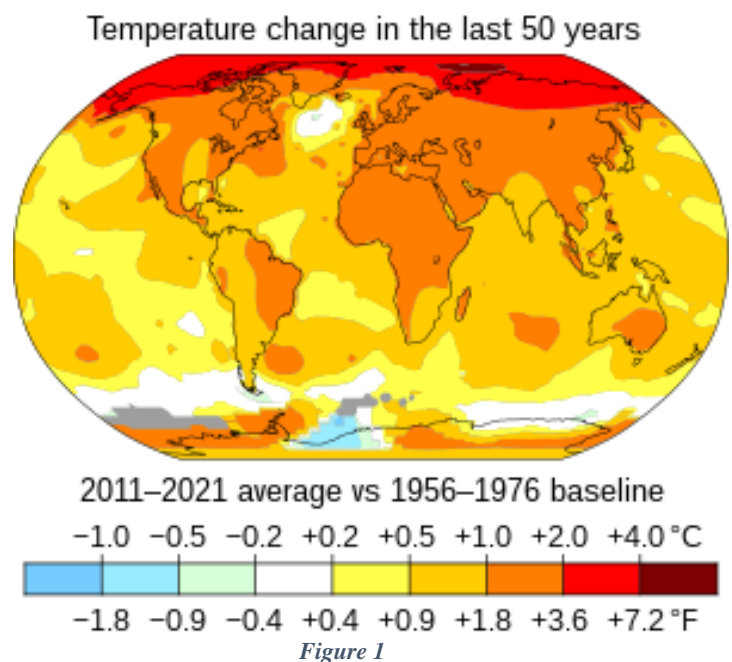 Temperature change in the last 50 years
2011–2021 average vs 1956–1976 baseline
−1.0 −0.5 −0.2 +0.2 +0.5 +1.0 +2.0 +4.0 °C
−1.8 −0.9 −0.4 +0.4 +0.9 +1.8 +3.6 +7.2 °F
Figure 1